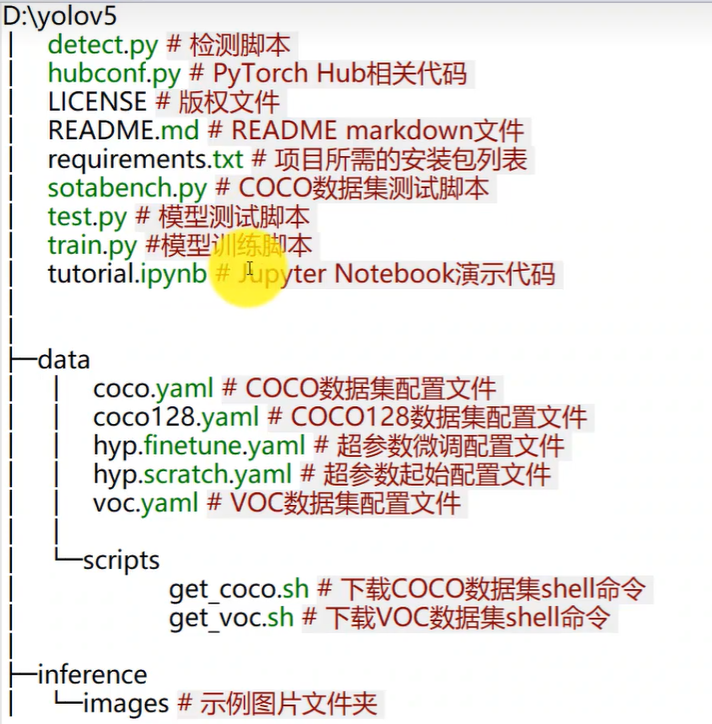 D:\yolov5
detect.py # 检测脚本
hubconf.py # PyTorch Hub相关代码
LICENSE # 版权文件
README.md # README markdown文件
requirements.txt # 项目所需的安装包列表
sotabench.py # COCO数据集测试脚本
test.py # 模型测试脚本
train.py #模型训练脚本
tutorial.ipynb # Jupyter Notebook演示代码
data
coco.yaml # COCO数据集配置文件
coco128.yaml # COCO128数据集配置文件
hyp.finetune.yaml # 超参数微调配置文件
hyp.scratch.yaml # 超参数起始配置文件
voc.yaml # VOC数据集配置文件
scripts
get_coco.sh # 下载COCO数据集shell命令
get_voc.sh # 下载VOC数据集shell命令
inference
images # 示例图片文件夹